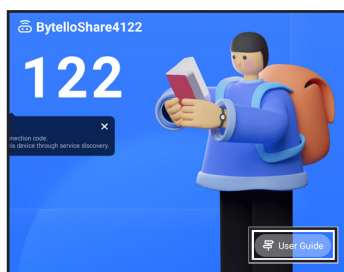 BytelloShare4122
122
nection code.
is device through service discovery.
User Guide